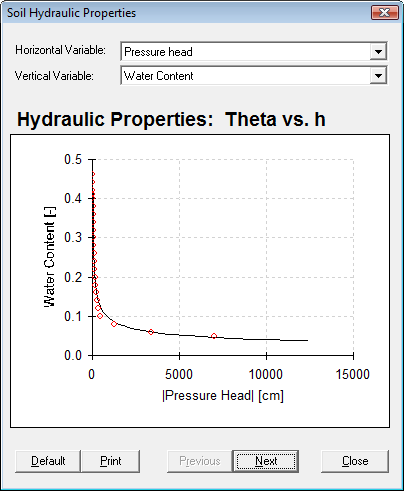 Soil Hydraulic Properties
Horizontal Variable: Pressure head
Vertical Variable: Water Content
Hydraulic Properties: Theta vs. h
0.5
0.4
0.3
0.2
0.1
0.0
Water Content [-]
0 5000 10000 15000
|Pressure Head| [cm]
Default Print Previous Next Close